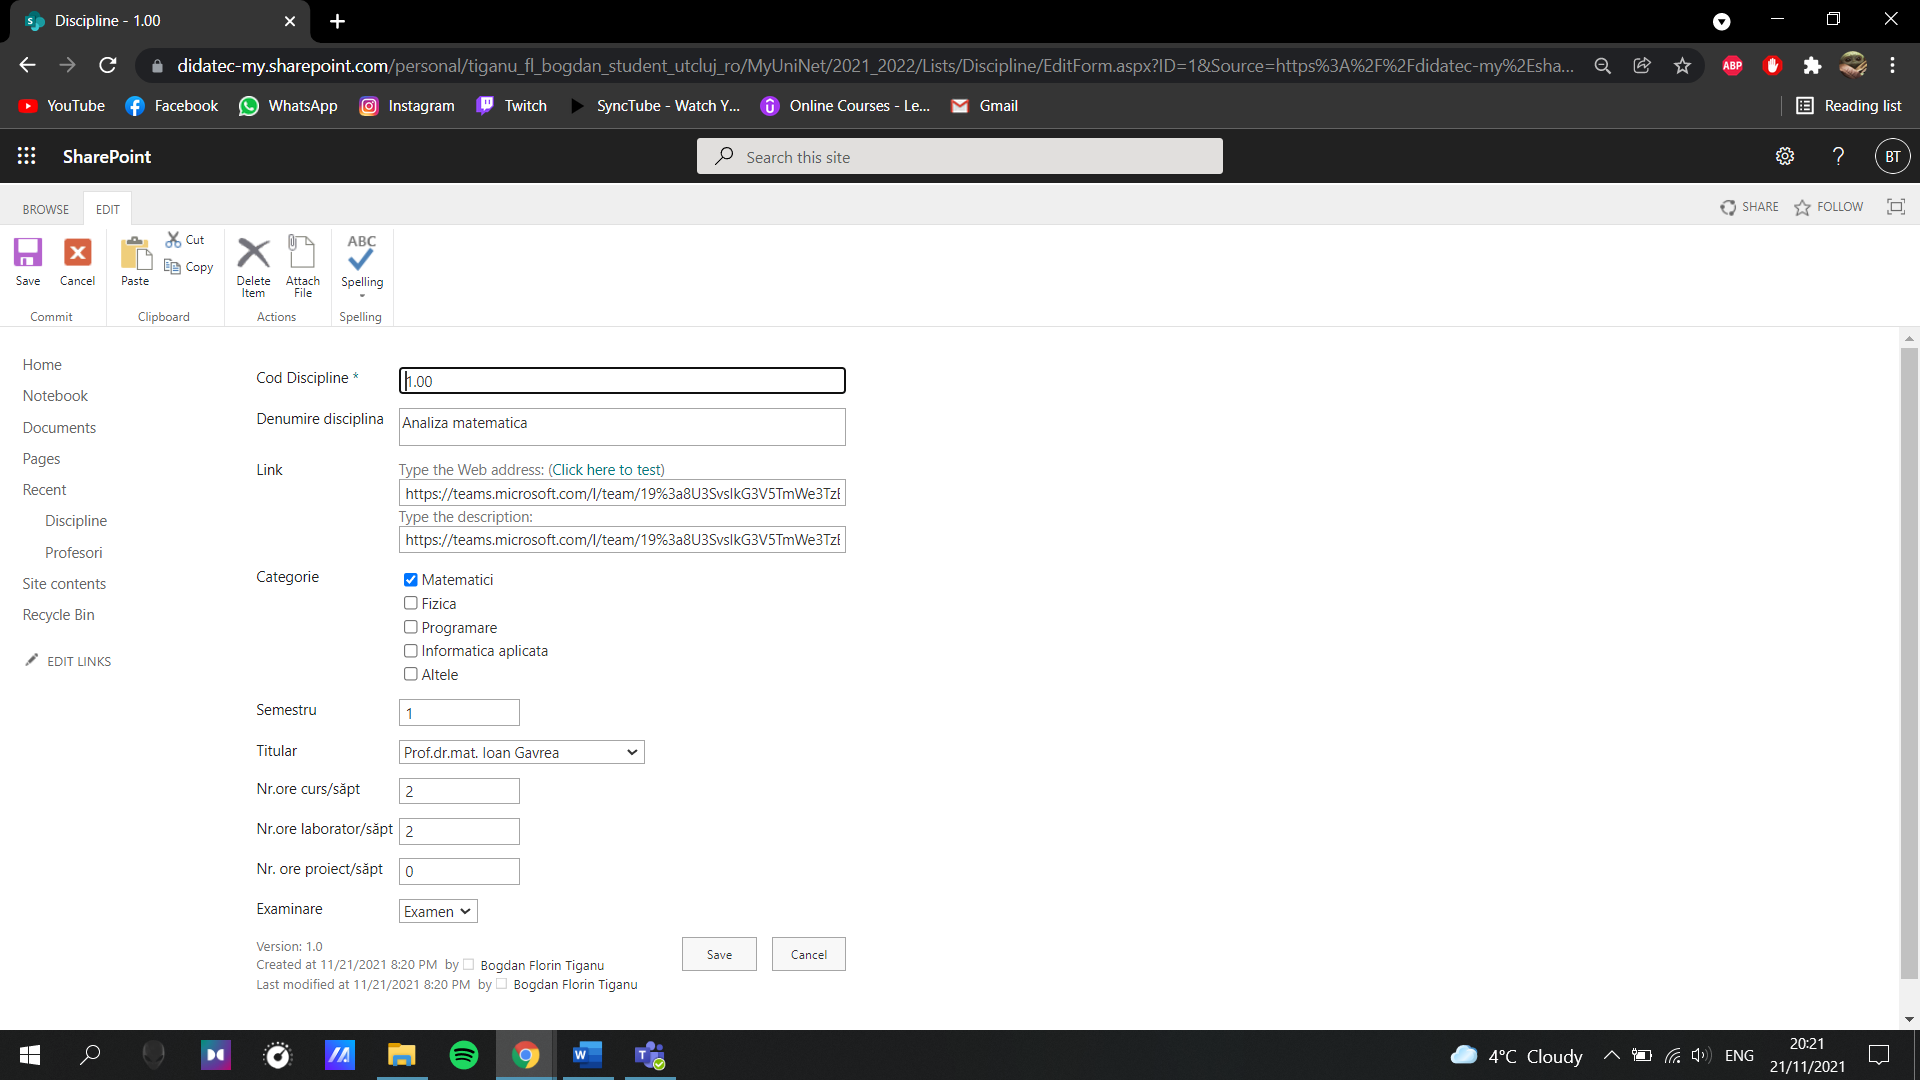 Discipline - 1.00
didatec-my.sharepoint.com/personal/tiganu_fl_bogdan_student_utcluj_ro/MyUniNet/2021_2022/Lists/Discipline/EditForm.aspx?ID=1&Source=https%3A%2F%2Fdidatec-my%2Esha...
ABP
YouTube Facebook WhatsApp Instagram Twitch SyncTube - Watch Y... Online Courses - Le... Gmail Reading list
SharePoint
Search this site
? BT
BROWSE EDIT SHARE FOLLOW
Save Cancel Paste Cut Copy Delete Item Attach File ABC Spelling
Commit Clipboard Actions Spelling
Home
Notebook
Documents
Pages
Recent
Discipline
Profesori
Site contents
Recycle Bin
EDIT LINKS
Cod Discipline * 1.00
Denumire disciplina Analiza matematica
Link Type the Web address: (Click here to test)
https://teams.microsoft.com/l/team/19%3a8U3SvsIkG3V5TmWe3Tz
Type the description:
https://teams.microsoft.com/l/team/19%3a8U3SvsIkG3V5TmWe3Tz
Categorie Matematici
Fizica
Programare
Informatica aplicata
Altele
Semestru 1
Titular Prof.dr.mat. Ioan Gavrea
Nr.ore curs/săpt 2
Nr.ore laborator/săpt 2
Nr. ore proiect/săpt 0
Examinare Examen
Version: 1.0
Created at 11/21/2021 8:20 PM by Bogdan Florin Tiganu
Last modified at 11/21/2021 8:20 PM by Bogdan Florin Tiganu
Save Cancel
4°C Cloudy ENG 20:21
21/11/2021